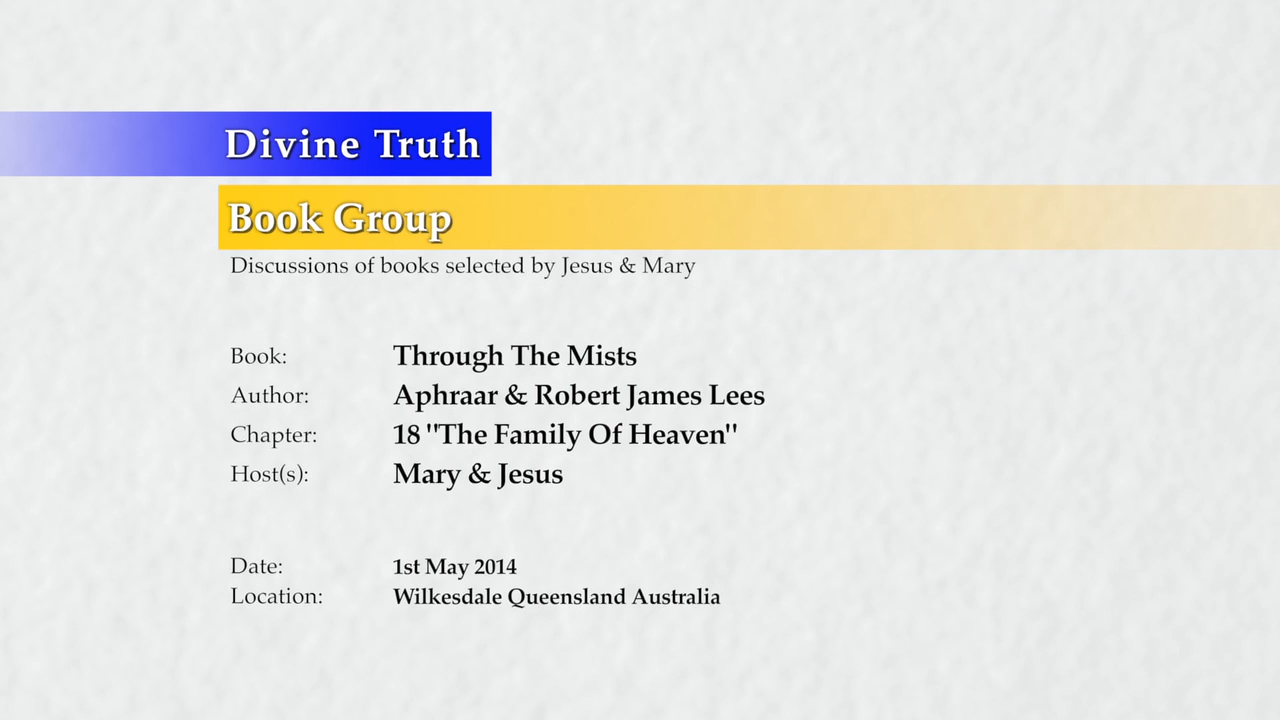 Divine Truth
Book Group
Discussions of books selected by Jesus & Mary
Book: Through The Mists
Author: Aphraar & Robert James Lees
Chapter: 18 "The Family Of Heaven"
Host(s): Mary & Jesus
Date: 1st May 2014
Location: Wilkesdale Queensland Australia